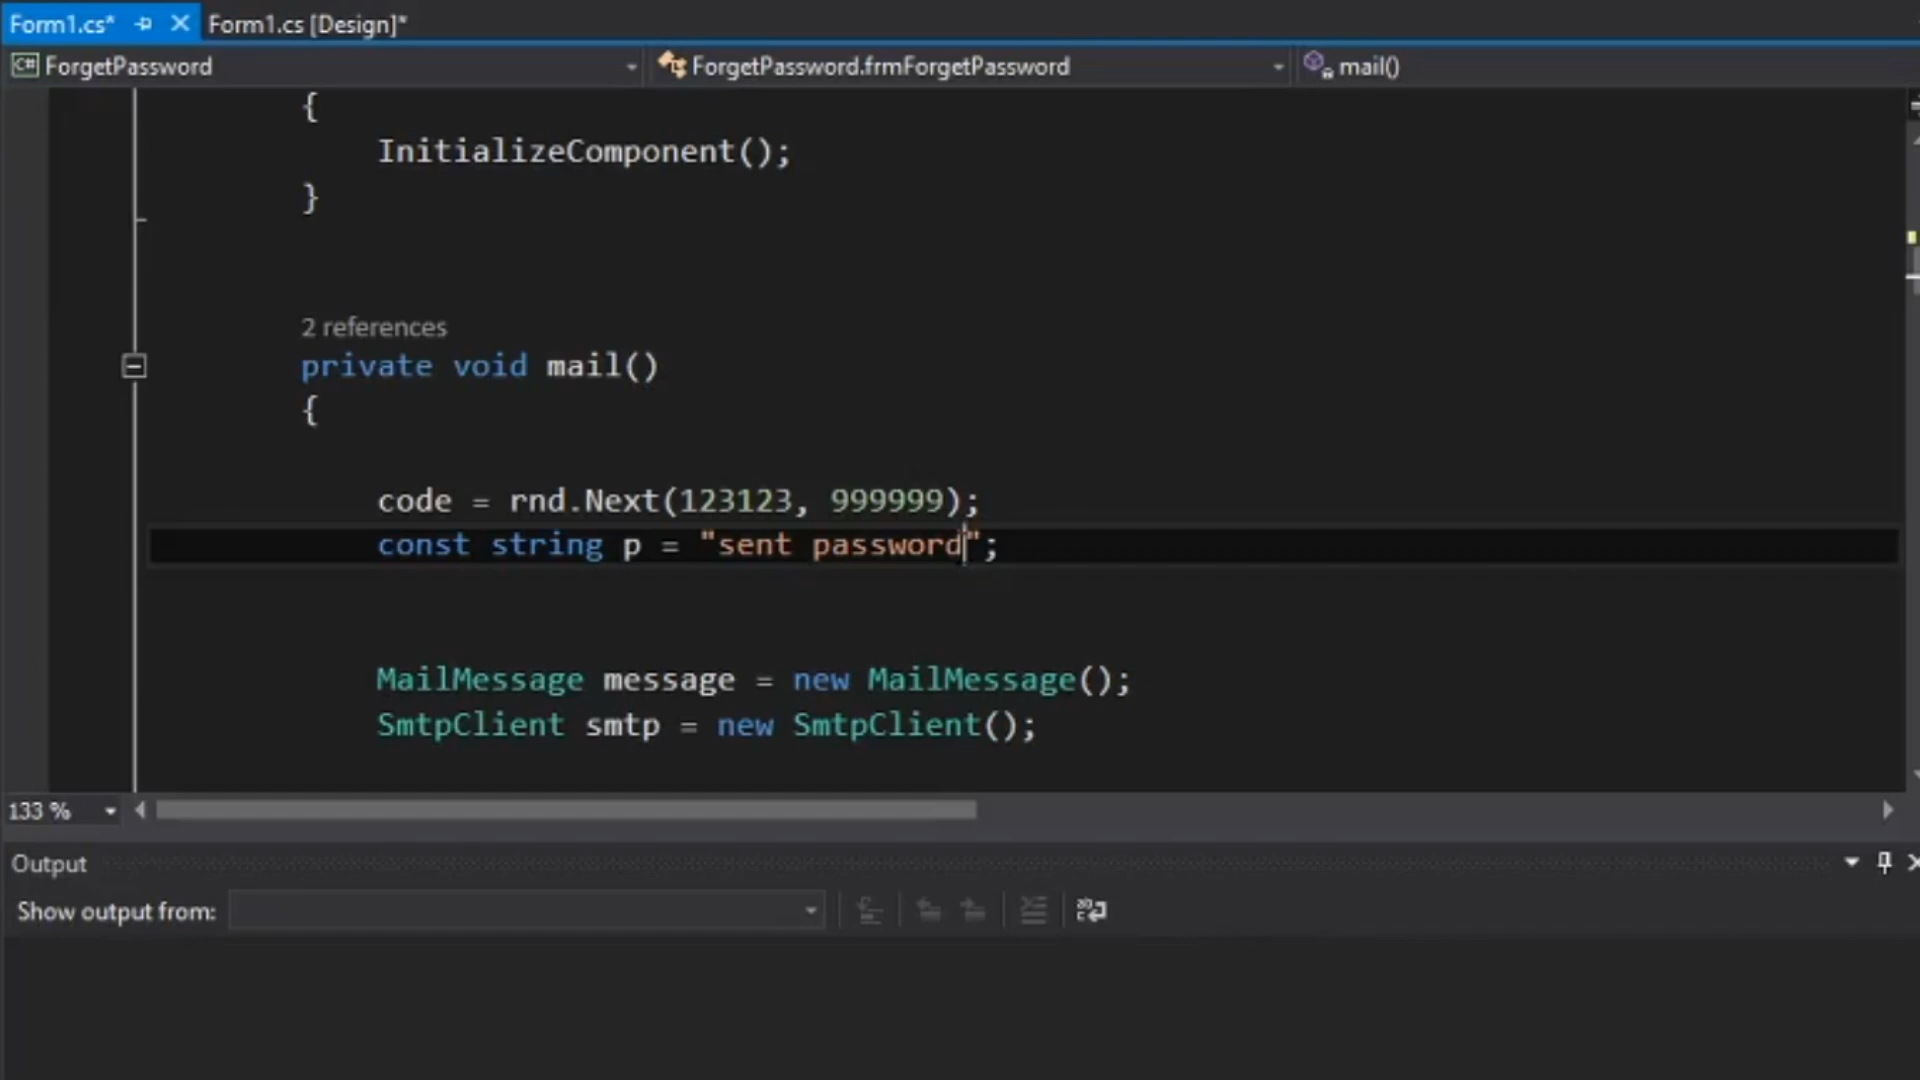 Form1.cs* Form1.cs [Design]*
C# ForgetPassword ForgetPassword.frmForgetPassword mail()
{
InitializeComponent();
}
2 references
private void mail()
{
code = rnd.Next(123123, 999999);
const string p = "sent password";
MailMessage message = new MailMessage();
SmtpClient smtp = new SmtpClient();
133 %
Output
Show output from: